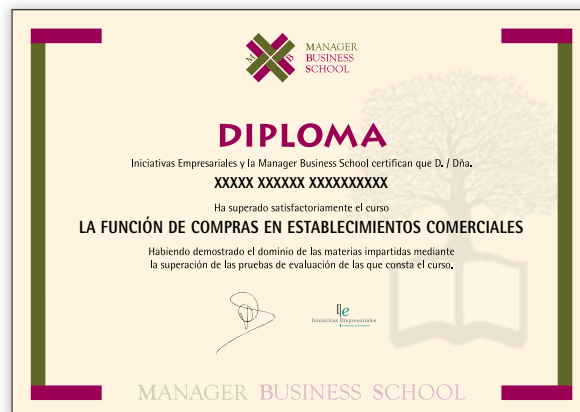 M B
MANAGER
BUSINESS
SCHOOL
DIPLOMA
Iniciativas Empresariales y la Manager Business School certifican que D. / Dña.
XXXXX XXXXXX XXXXXXXXXX
Ha superado satisfactoriamente el curso
LA FUNCIÓN DE COMPRAS EN ESTABLECIMIENTOS COMERCIALES
Habiendo demostrado el dominio de las materias impartidas mediante
la superación de las pruebas de evaluación de las que consta el curso.
Ie
Iniciativas Empresariales
MANAGER BUSINESS SCHOOL